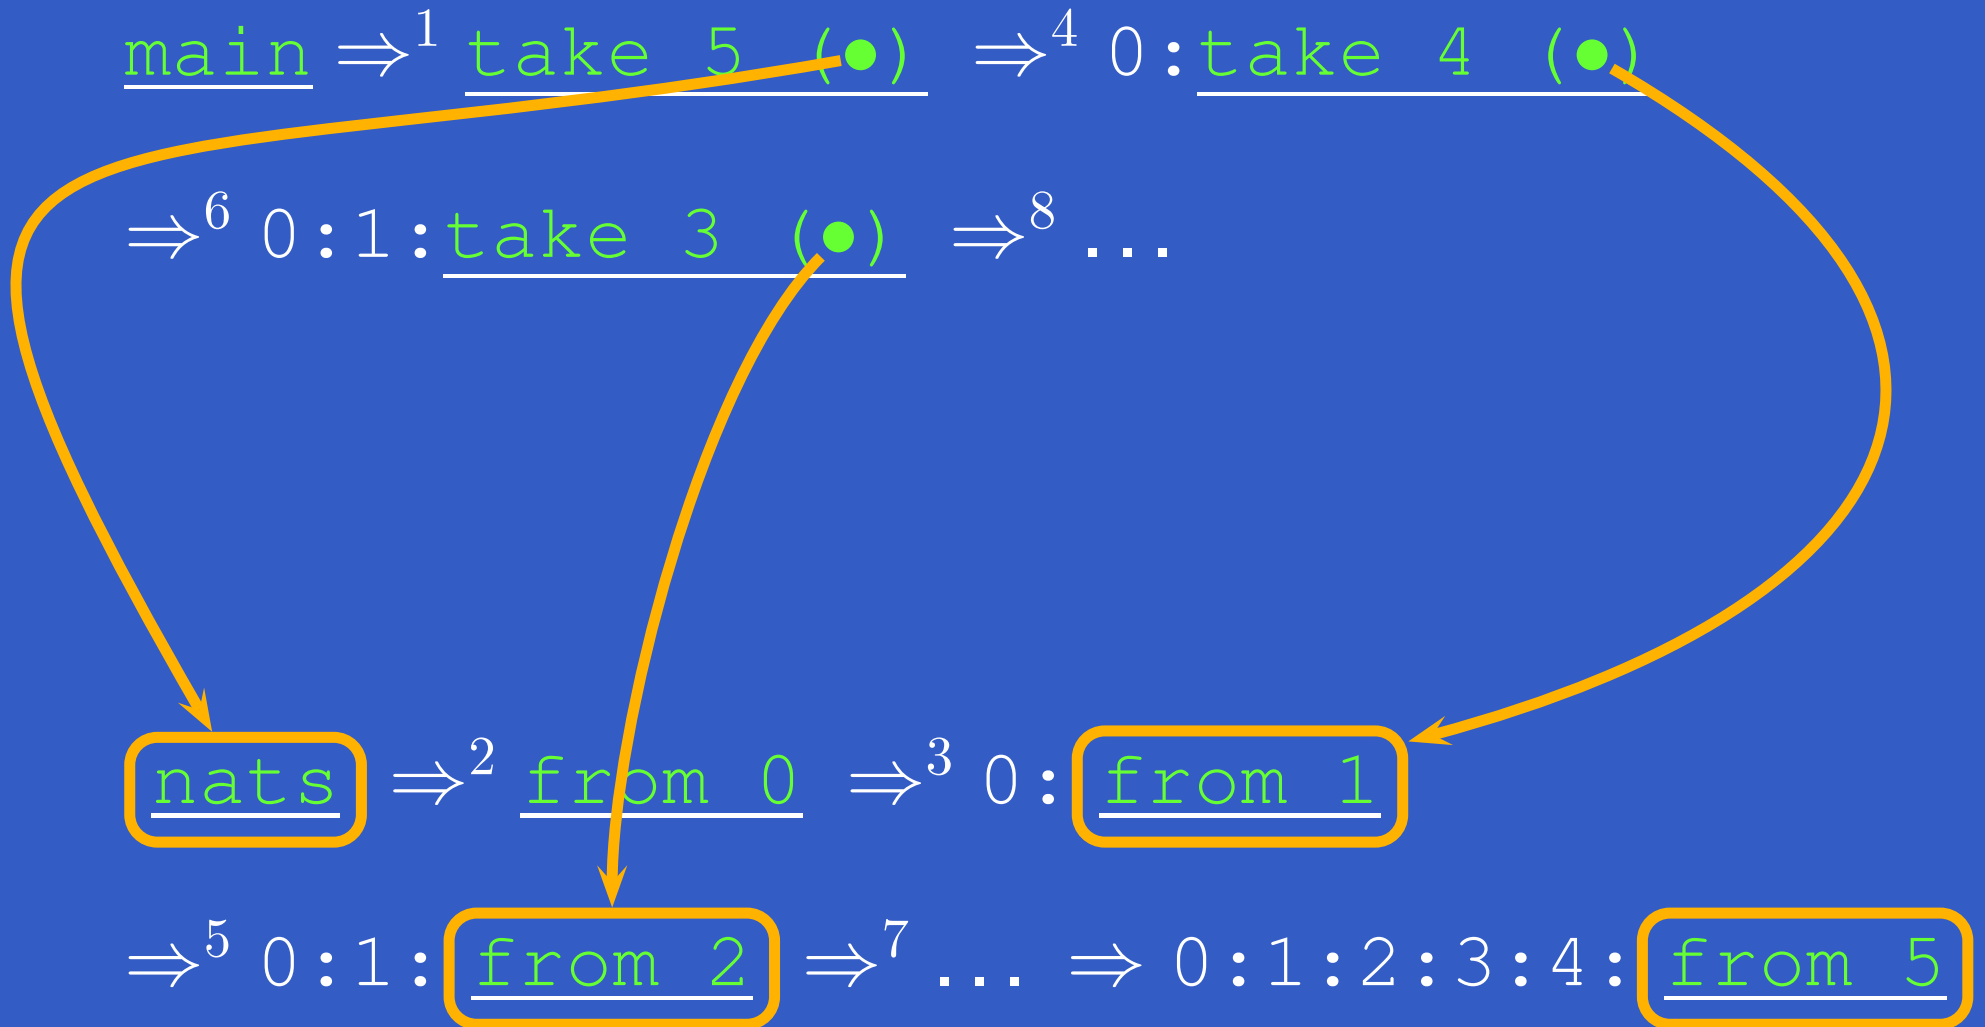 main ⇒¹ take 5 (●) ⇒⁴ 0:take 4 (●)
⇒⁶ 0:1:take 3 (●) ⇒⁸ ...
nats ⇒² from 0 ⇒³ 0:from 1
⇒⁵ 0:1:from 2 ⇒⁷ ... ⇒ 0:1:2:3:4:from 5